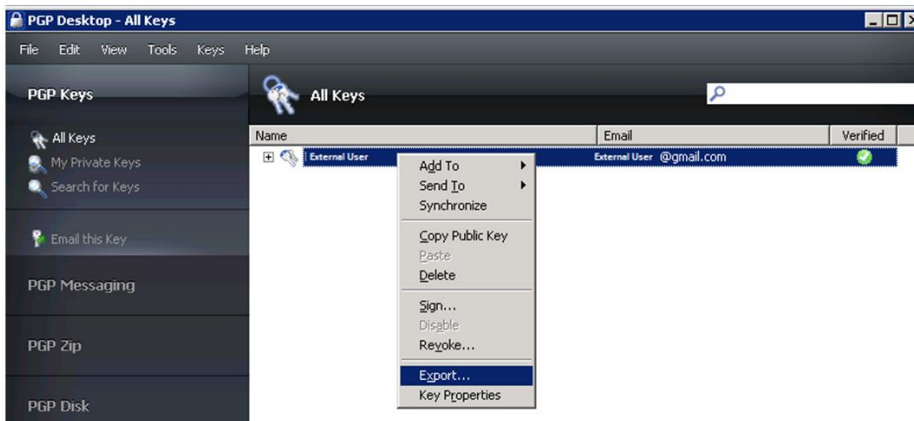 PGP Desktop - All Keys
File Edit View Tools Keys Help
PGP Keys
All Keys
My Private Keys
Search for Keys
Email this Key
PGP Messaging
PGP Zip
PGP Disk
All Keys
Name Email Verified
External User External User @gmail.com
Add To
Send To
Synchronize
Copy Public Key
Paste
Delete
Sign...
Disable
Revoke...
Export...
Key Properties